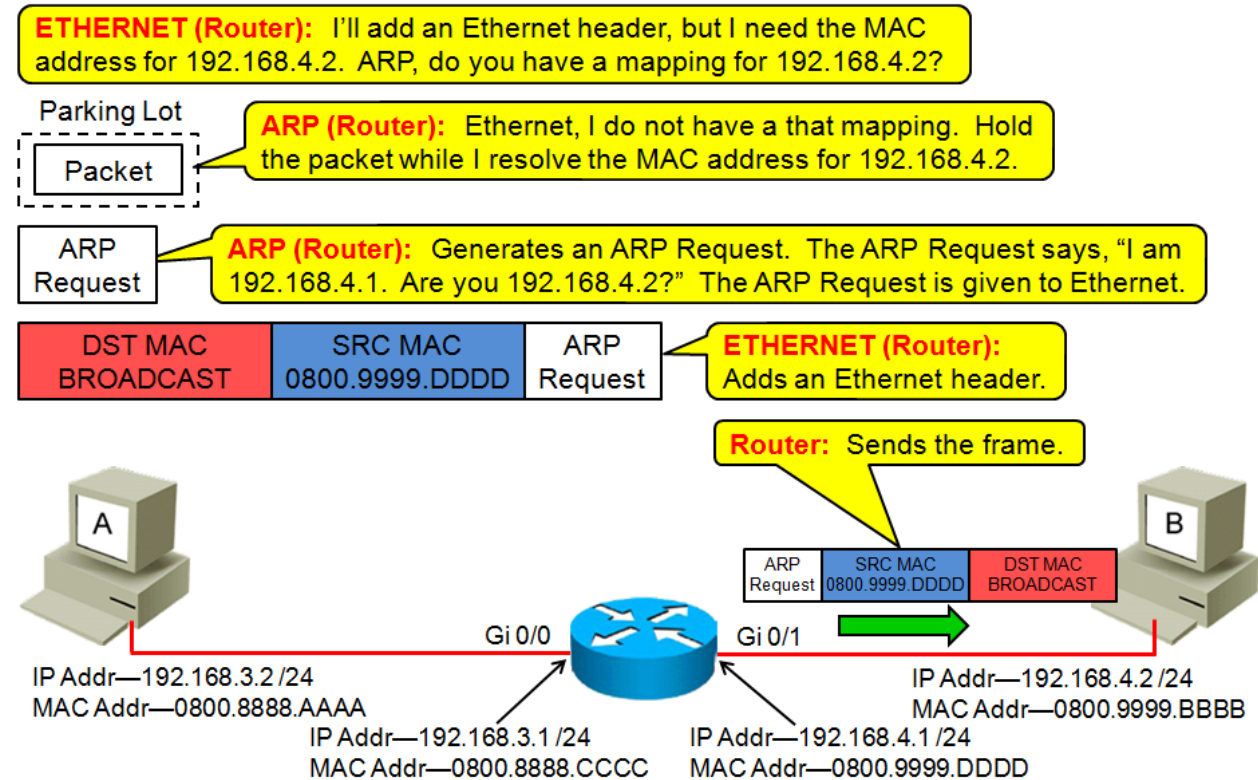 ETHERNET (Router): I'll add an Ethernet header, but I need the MAC
address for 192.168.4.2. ARP, do you have a mapping for 192.168.4.2?
Parking Lot
Packet
ARP (Router): Ethernet, I do not have a that mapping. Hold
the packet while I resolve the MAC address for 192.168.4.2.
ARP
Request
ARP (Router): Generates an ARP Request. The ARP Request says, “I am
192.168.4.1. Are you 192.168.4.2?” The ARP Request is given to Ethernet.
DST MAC
BROADCAST
SRC MAC
0800.9999.DDDD
ARP
Request
ETHERNET (Router):
Adds an Ethernet header.
Router: Sends the frame.
A
B
ARP
Request
SRC MAC
0800.9999.DDDD
DST MAC
BROADCAST
Gi 0/0
Gi 0/1
IP Addr—192.168.3.2 /24
MAC Addr—0800.8888.AAAA
IP Addr—192.168.4.2 /24
MAC Addr—0800.9999.BBBB
IP Addr—192.168.3.1 /24
MAC Addr—0800.8888.CCCC
IP Addr—192.168.4.1 /24
MAC Addr—0800.9999.DDDD